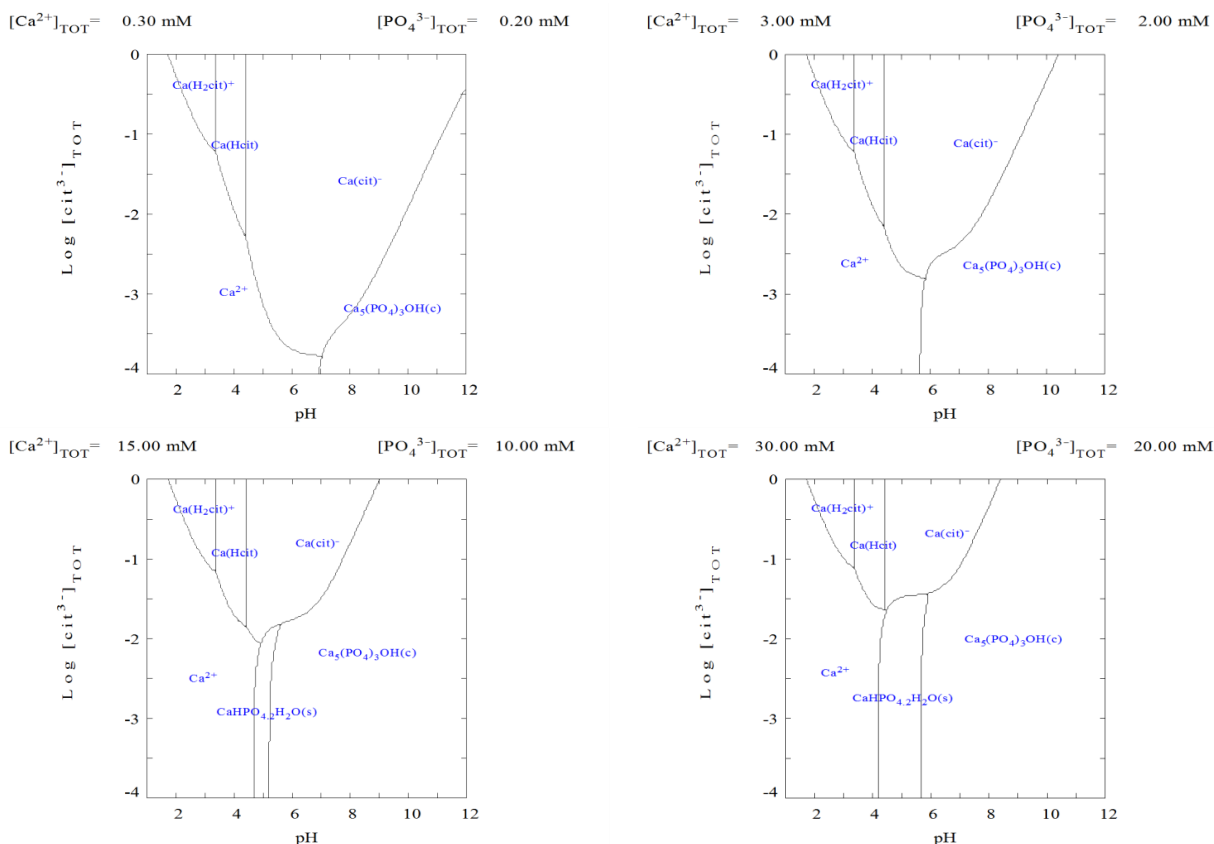 [Ca²⁺]TOT= 0.30 mM [PO₄³⁻]TOT= 0.20 mM
0
-1
-2
-3
-4
Log [cit³⁻]TOT
Ca(H₂cit)⁺
Ca(Hcit)
Ca(cit)⁻
Ca²⁺
Ca₅(PO₄)₃OH(c)
2 4 6 8 10 12
pH
[Ca²⁺]TOT= 3.00 mM [PO₄³⁻]TOT= 2.00 mM
0
-1
-2
-3
-4
Log [cit³⁻]TOT
Ca(H₂cit)⁺
Ca(Hcit)
Ca(cit)⁻
Ca²⁺
Ca₅(PO₄)₃OH(c)
2 4 6 8 10 12
pH
[Ca²⁺]TOT= 15.00 mM [PO₄³⁻]TOT= 10.00 mM
0
-1
-2
-3
-4
Log [cit³⁻]TOT
Ca(H₂cit)⁺
Ca(Hcit)
Ca(cit)⁻
Ca₅(PO₄)₃OH(c)
Ca²⁺
CaHPO₄.₂H₂O(s)
2 4 6 8 10 12
pH
[Ca²⁺]TOT= 30.00 mM [PO₄³⁻]TOT= 20.00 mM
0
-1
-2
-3
-4
Log [cit³⁻]TOT
Ca(H₂cit)⁺
Ca(cit)⁻
Ca(Hcit)
Ca₅(PO₄)₃OH(c)
Ca²⁺
CaHPO₄.₂H₂O(s)
2 4 6 8 10 12
pH